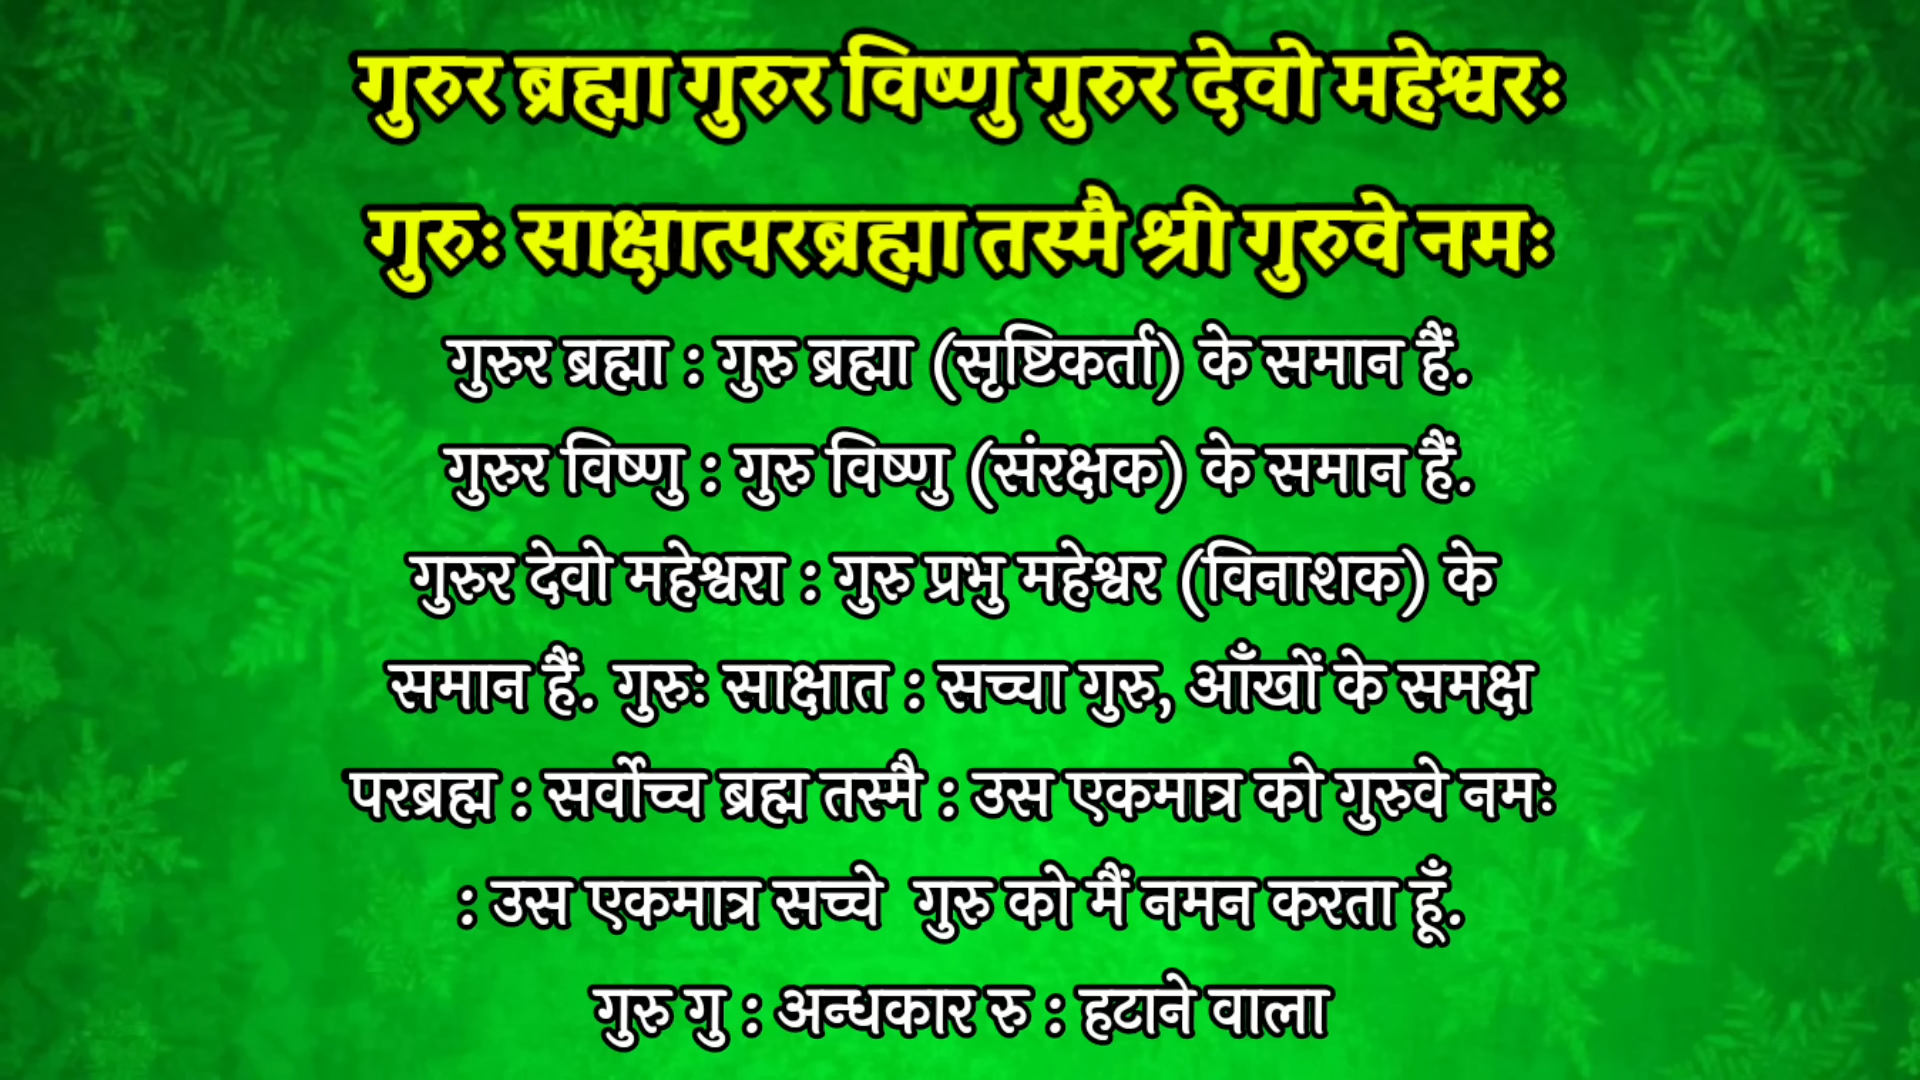 गुरुर ब्रह्मा गुरुर विष्णु गुरुर देवो महेश्वरः
गुरुः साक्षात्परब्रह्मा तस्मै श्री गुरुवे नमः
गुरुर ब्रह्मा : गुरु ब्रह्मा (सृष्टिकर्ता) के समान हैं.
गुरुर विष्णु : गुरु विष्णु (संरक्षक) के समान हैं.
गुरुर देवो महेश्वरा : गुरु प्रभु महेश्वर (विनाशक) के
समान हैं. गुरुः साक्षात : सच्चा गुरु, आँखों के समक्ष
परब्रह्म : सर्वोच्च ब्रह्म तस्मै : उस एकमात्र को गुरुवे नमः
: उस एकमात्र सच्चे गुरु को मैं नमन करता हूँ.
गुरु गु : अन्धकार रु : हटाने वाला